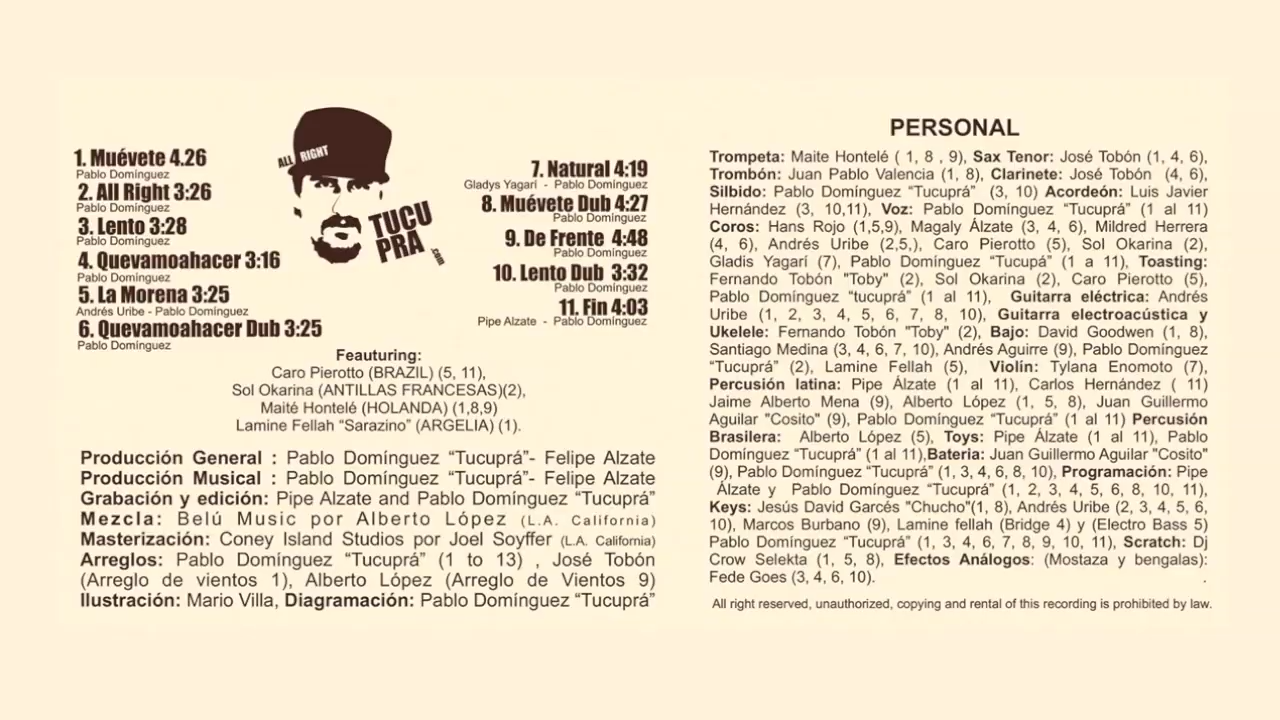 1. Muévete 4.26
Pablo Domínguez
2. All Right 3:26
Pablo Domínguez
3. Lento 3:28
Pablo Domínguez
4. Quevamoahacer 3:16
Pablo Domínguez
5. La Morena 3:25
Andrés Uribe - Pablo Domínguez
6. Quevamoahacer Dub 3:25
Pablo Domínguez
ALL RIGHT
TUCU
PRA
.com
7. Natural 4:19
Gladys Yagarí - Pablo Domínguez
8. Muévete Dub 4:27
Pablo Domínguez
9. De Frente 4:48
Pablo Domínguez
10. Lento Dub 3:32
Pablo Domínguez
11. Fin 4:03
Pipe Alzate - Pablo Domínguez
Feauturing:
Caro Pierotto (BRAZIL) (5, 11),
Sol Okarina (ANTILLAS FRANCESAS)(2),
Maité Hontelé (HOLANDA) (1,8,9)
Lamine Fellah “Sarazino” (ARGELIA) (1).
Producción General : Pablo Domínguez “Tucuprá”- Felipe Alzate
Producción Musical : Pablo Domínguez “Tucuprá”- Felipe Alzate
Grabación y edición: Pipe Alzate and Pablo Domínguez “Tucuprá”
Mezcla: Belú Music por Alberto López (L.A. California)
Masterización: Coney Island Studios por Joel Soyffer (L.A. California)
Arreglos: Pablo Domínguez “Tucuprá” (1 to 13) , José Tobón
(Arreglo de vientos 1), Alberto López (Arreglo de Vientos 9)
Ilustración: Mario Villa, Diagramación: Pablo Domínguez “Tucuprá”
PERSONAL
Trompeta: Maite Hontelé ( 1, 8 , 9), Sax Tenor: José Tobón (1, 4, 6),
Trombón: Juan Pablo Valencia (1, 8), Clarinete: José Tobón (4, 6),
Silbido: Pablo Domínguez “Tucuprá” (3, 10) Acordeón: Luis Javier
Hernández (3, 10,11), Voz: Pablo Domínguez “Tucuprá” (1 al 11)
Coros: Hans Rojo (1,5,9), Magaly Álzate (3, 4, 6), Mildred Herrera
(4, 6), Andrés Uribe (2,5,), Caro Pierotto (5), Sol Okarina (2),
Gladis Yagarí (7), Pablo Domínguez “Tucupá” (1 a 11), Toasting:
Fernando Tobón "Toby" (2), Sol Okarina (2), Caro Pierotto (5),
Pablo Domínguez “tucuprá” (1 al 11), Guitarra eléctrica: Andrés
Uribe (1, 2, 3, 4, 5, 6, 7, 8, 10), Guitarra electroacústica y
Ukelele: Fernando Tobón "Toby" (2), Bajo: David Goodwen (1, 8),
Santiago Medina (3, 4, 6, 7, 10), Andrés Aguirre (9), Pablo Domínguez
“Tucuprá” (2), Lamine Fellah (5), Violín: Tylana Enomoto (7),
Percusión latina: Pipe Álzate (1 al 11), Carlos Hernández ( 11)
Jaime Alberto Mena (9), Alberto López (1, 5, 8), Juan Guillermo
Aguilar "Cosito" (9), Pablo Domínguez “Tucuprá” (1 al 11) Percusión
Brasilera: Alberto López (5), Toys: Pipe Álzate (1 al 11), Pablo
Domínguez “Tucuprá” (1 al 11),Bateria: Juan Guillermo Aguilar "Cosito"
(9), Pablo Domínguez “Tucuprá” (1, 3, 4, 6, 8, 10), Programación: Pipe
Álzate y Pablo Domínguez “Tucuprá” (1, 2, 3, 4, 5, 6, 8, 10, 11),
Keys: Jesús David Garcés "Chucho"(1, 8), Andrés Uribe (2, 3, 4, 5, 6,
10), Marcos Burbano (9), Lamine fellah (Bridge 4) y (Electro Bass 5)
Pablo Domínguez “Tucuprá” (1, 3, 4, 6, 7, 8, 9, 10, 11), Scratch: Dj
Crow Selekta (1, 5, 8), Efectos Análogos: (Mostaza y bengalas):
Fede Goes (3, 4, 6, 10). .
All right reserved, unauthorized, copying and rental of this recording is prohibited by law.